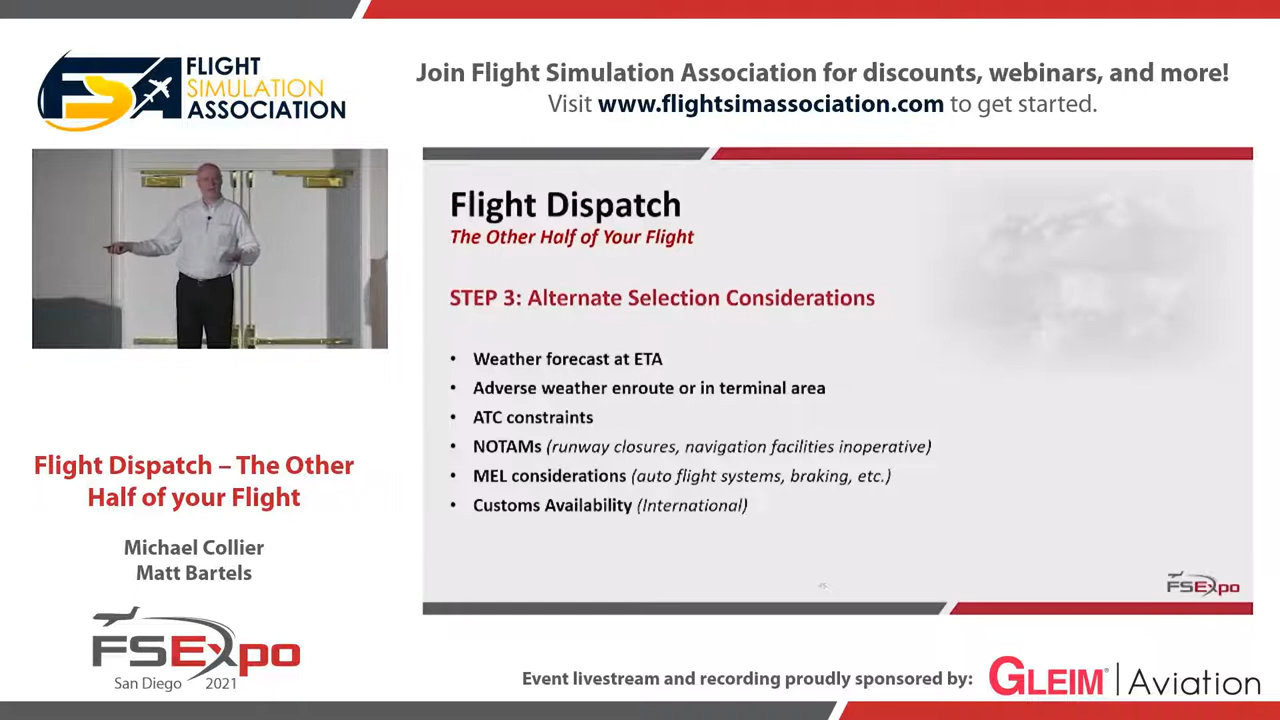 FLIGHT
SIMULATION
ASSOCIATION
Join Flight Simulation Association for discounts, webinars, and more!
Visit www.flightsimassociation.com to get started.
Flight Dispatch
The Other Half of Your Flight
STEP 3: Alternate Selection Considerations
• Weather forecast at ETA
• Adverse weather enroute or in terminal area
• ATC constraints
• NOTAMs (runway closures, navigation facilities inoperative)
• MEL considerations (auto flight systems, braking, etc.)
• Customs Availability (International)
FSExpo
Flight Dispatch – The Other
Half of your Flight
Michael Collier
Matt Bartels
FSExpo
San Diego 2021
Event livestream and recording proudly sponsored by:
GLEIM® | Aviation